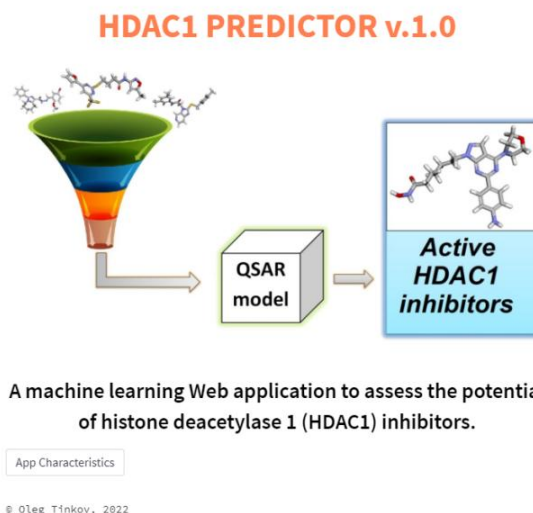 HDAC1 PREDICTOR v.1.0
QSAR
model
Active
HDAC1
inhibitors
A machine learning Web application to assess the potentia
of histone deacetylase 1 (HDAC1) inhibitors.
App Characteristics
© Oleg Tinkov, 2022